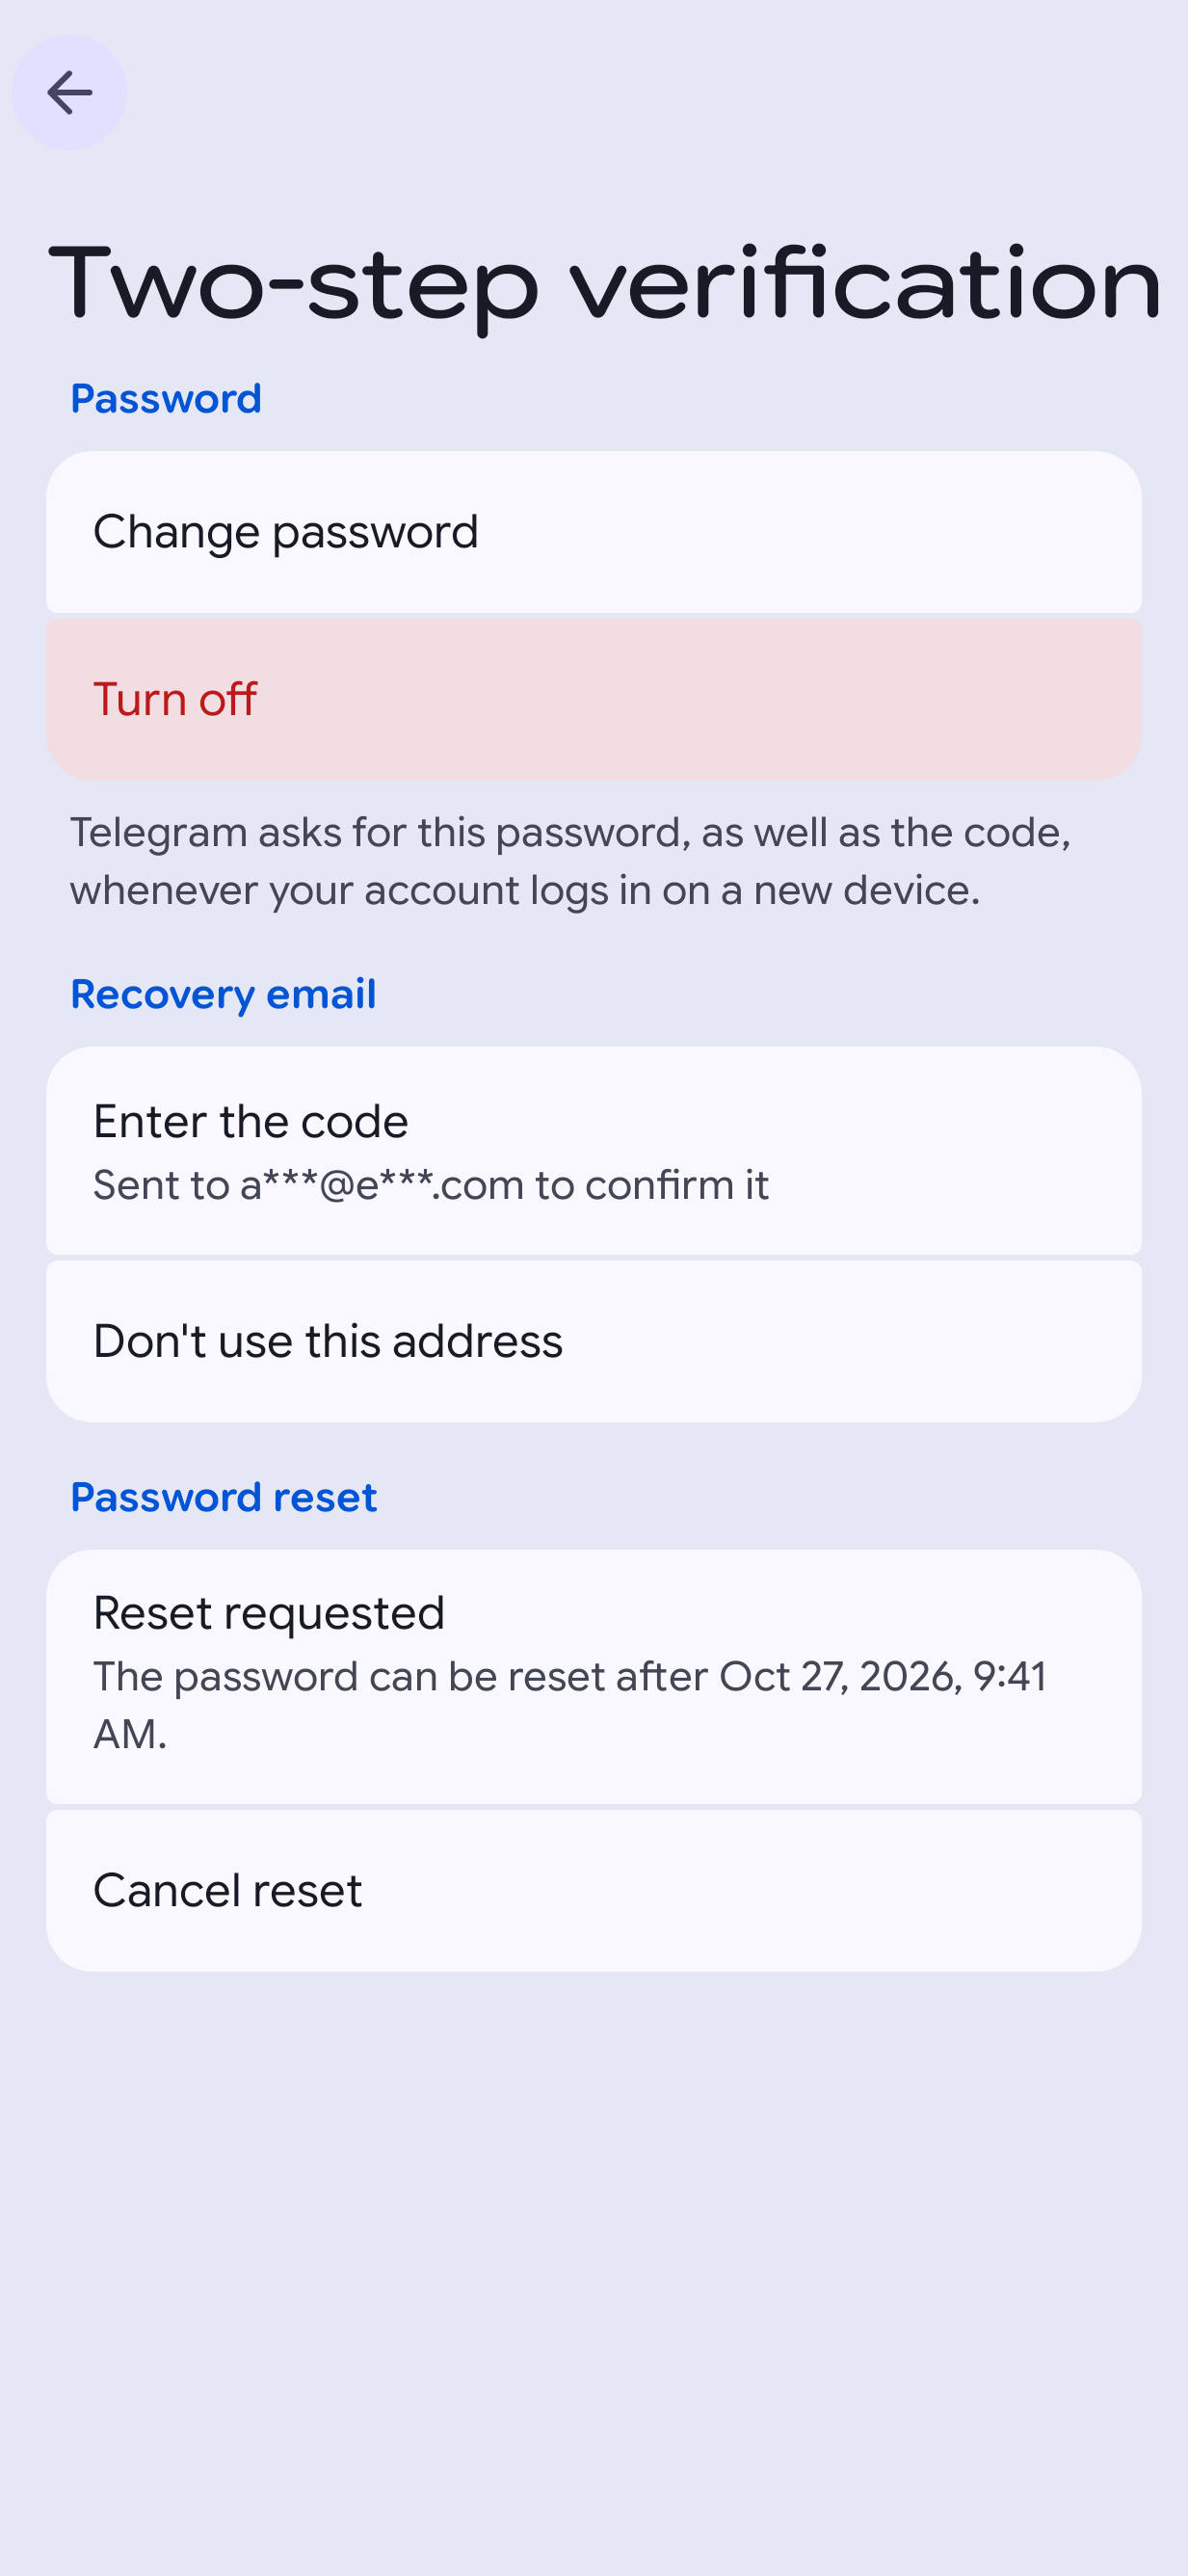 Two-step verification
Password
Change password
Turn off
Telegram asks for this password, as well as the code,
whenever your account logs in on a new device.
Recovery email
Enter the code
Sent to a***@e***.com to confirm it
Don't use this address
Password reset
Reset requested
The password can be reset after Oct 27, 2026, 9:41
AM.
Cancel reset